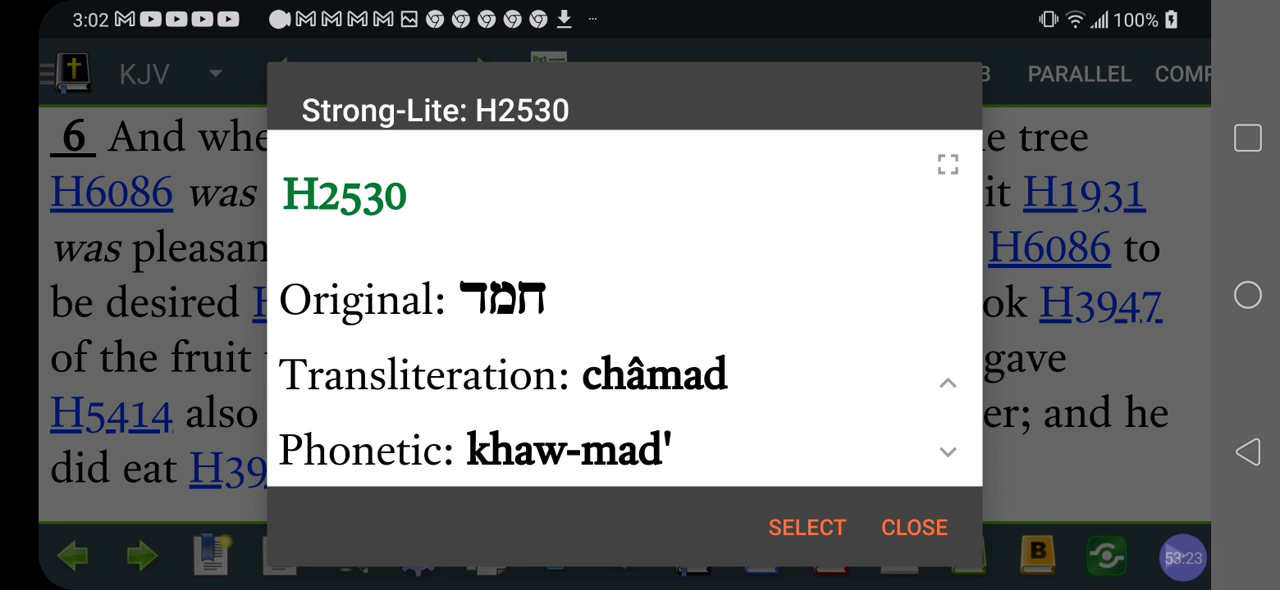 3:02 100%
KJV PARALLEL COMP
Strong-Lite: H2530
6 And whe e tree
H6086 was it H1931
was pleasan H6086 to
be desired ok H3947
of the fruit gave
H5414 also er; and he
did eat H39
H2530
Original: חמד
Transliteration: châmad
Phonetic: khaw-mad'
SELECT CLOSE
B 53:23